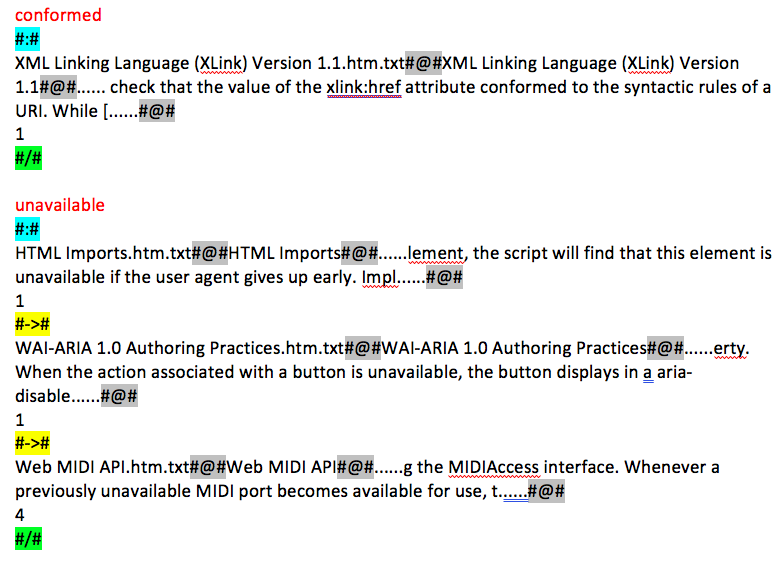 conformed
#:#
XML Linking Language (XLink) Version 1.1.htm.txt#@#XML Linking Language (XLink) Version
1.1#@#...... check that the value of the xlink:href attribute conformed to the syntactic rules of a
URI. While [......#@#
1
#/#
unavailable
#:#
HTML Imports.htm.txt#@#HTML Imports#@#......lement, the script will find that this element is
unavailable if the user agent gives up early. Impl......#@#
1
#->#
WAI-ARIA 1.0 Authoring Practices.htm.txt#@#WAI-ARIA 1.0 Authoring Practices#@#......erty.
When the action associated with a button is unavailable, the button displays in a aria-
disable......#@#
1
#->#
Web MIDI API.htm.txt#@#Web MIDI API#@#......g the MIDIAccess interface. Whenever a
previously unavailable MIDI port becomes available for use, t......#@#
4
#/#